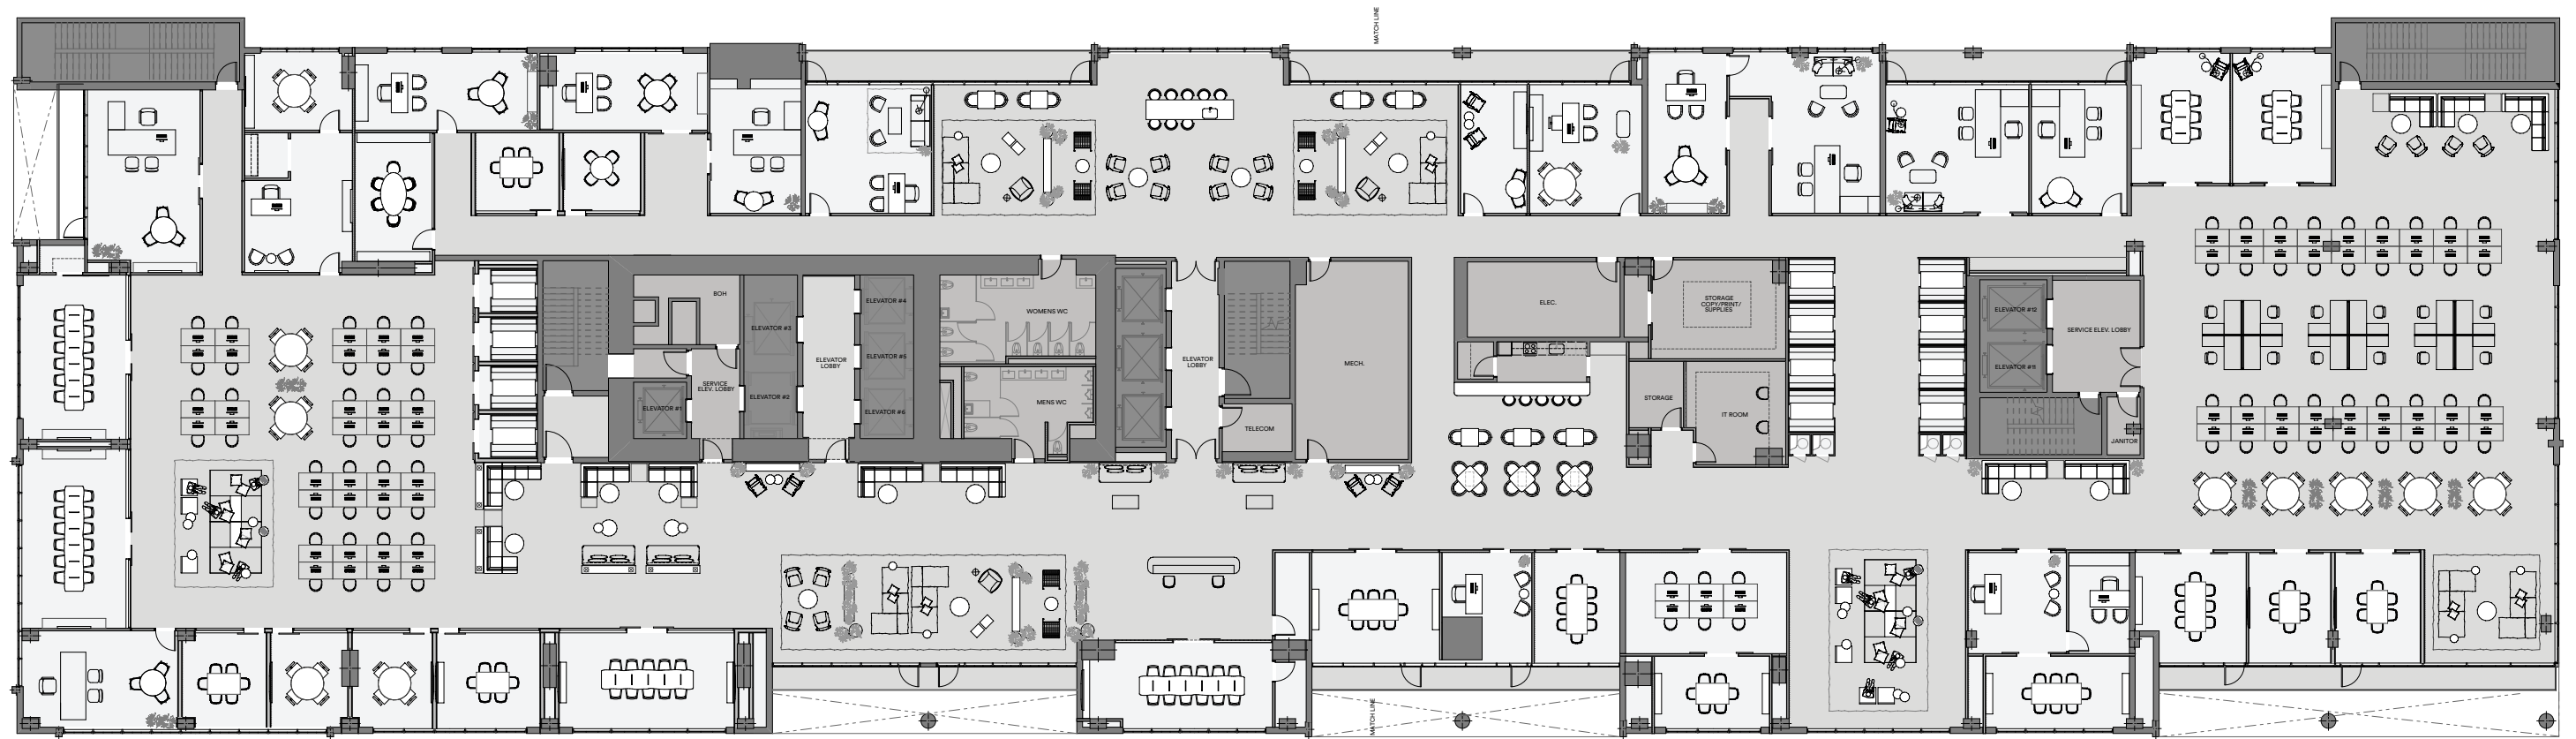 MATCH LINE
BOH
ELEVATOR #4
ELEVATOR #3
ELEVATOR
LOBBY
ELEVATOR #5
SERVICE
ELEV. LOBBY
ELEVATOR #1
ELEVATOR #2
ELEVATOR #6
WOMENS WC
MENS WC
ELEVATOR
LOBBY
TELECOM
MECH.
ELEC.
STORAGE
COPY/PRINT/
SUPPLIES
STORAGE
IT ROOM
ELEVATOR #12
SERVICE ELEV. LOBBY
ELEVATOR #11
JANITOR
MATCH LINE